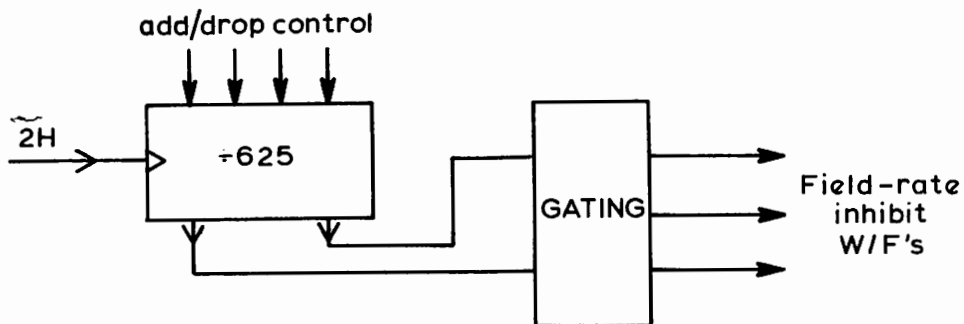 add/drop control
2H
÷625
GATING
Field-rate
inhibit
W/F's